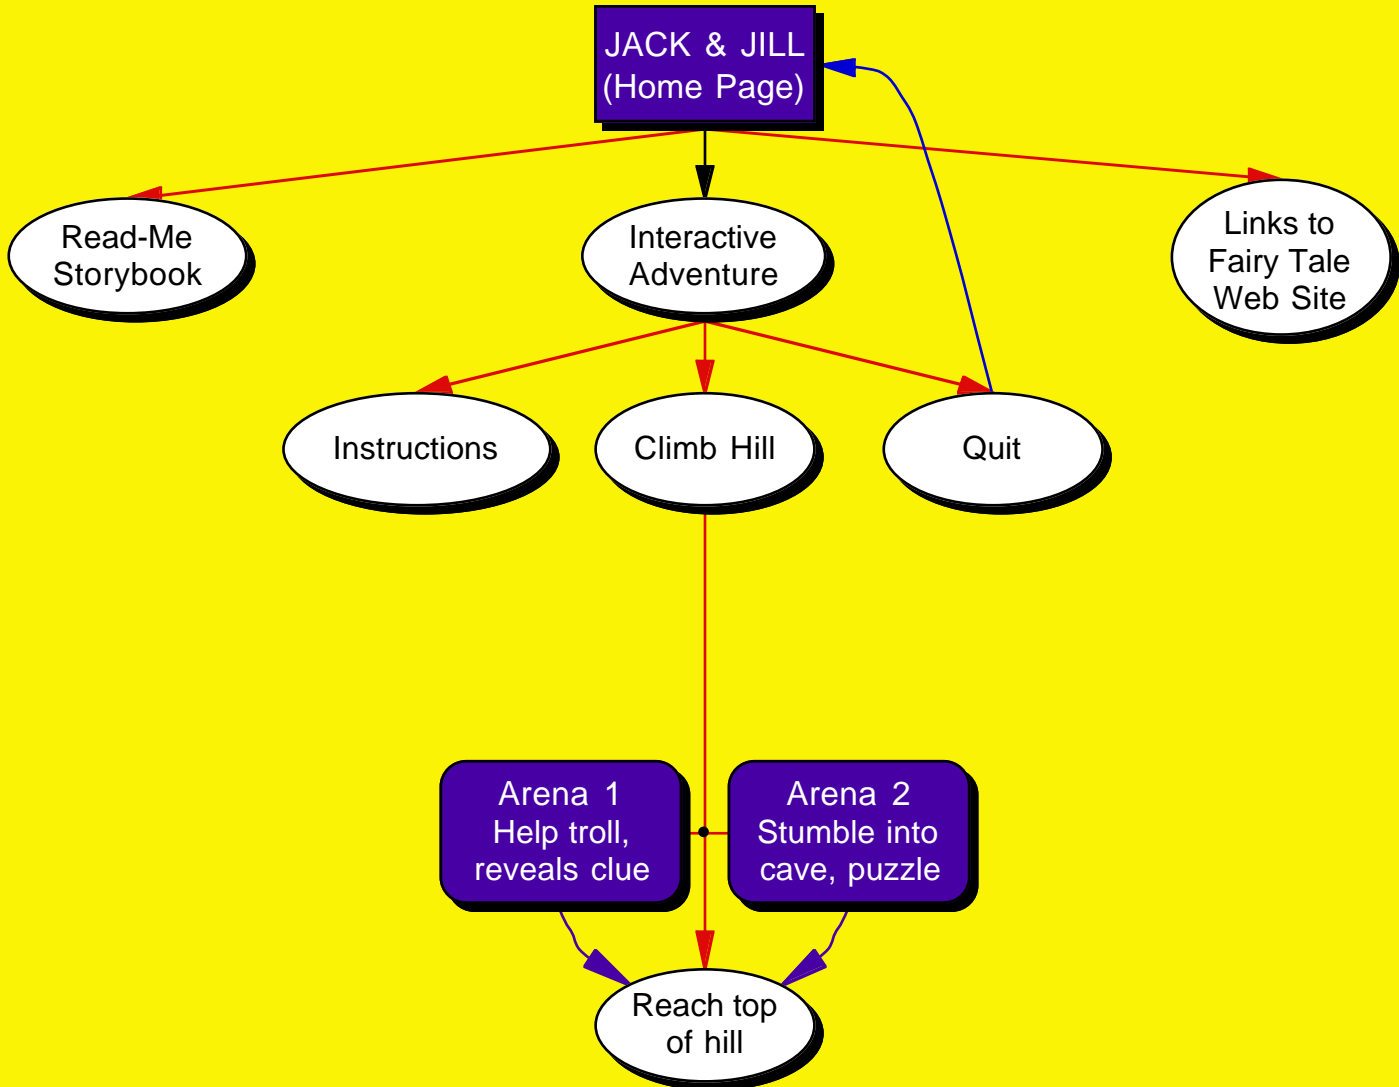 JACK & JILL
(Home Page)
Read-Me
Storybook
Interactive
Adventure
Links to
Fairy Tale
Web Site
Instructions
Climb Hill
Quit
Arena 1
Help troll,
reveals clue
Arena 2
Stumble into
cave, puzzle
Reach top
of hill